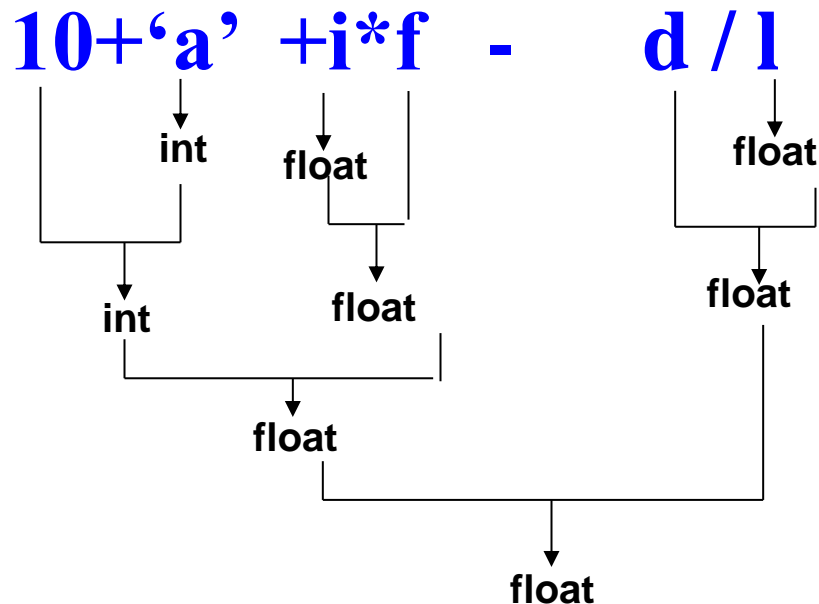 10+‘a’ +i*f - d / l
int float float
int float float
float
float